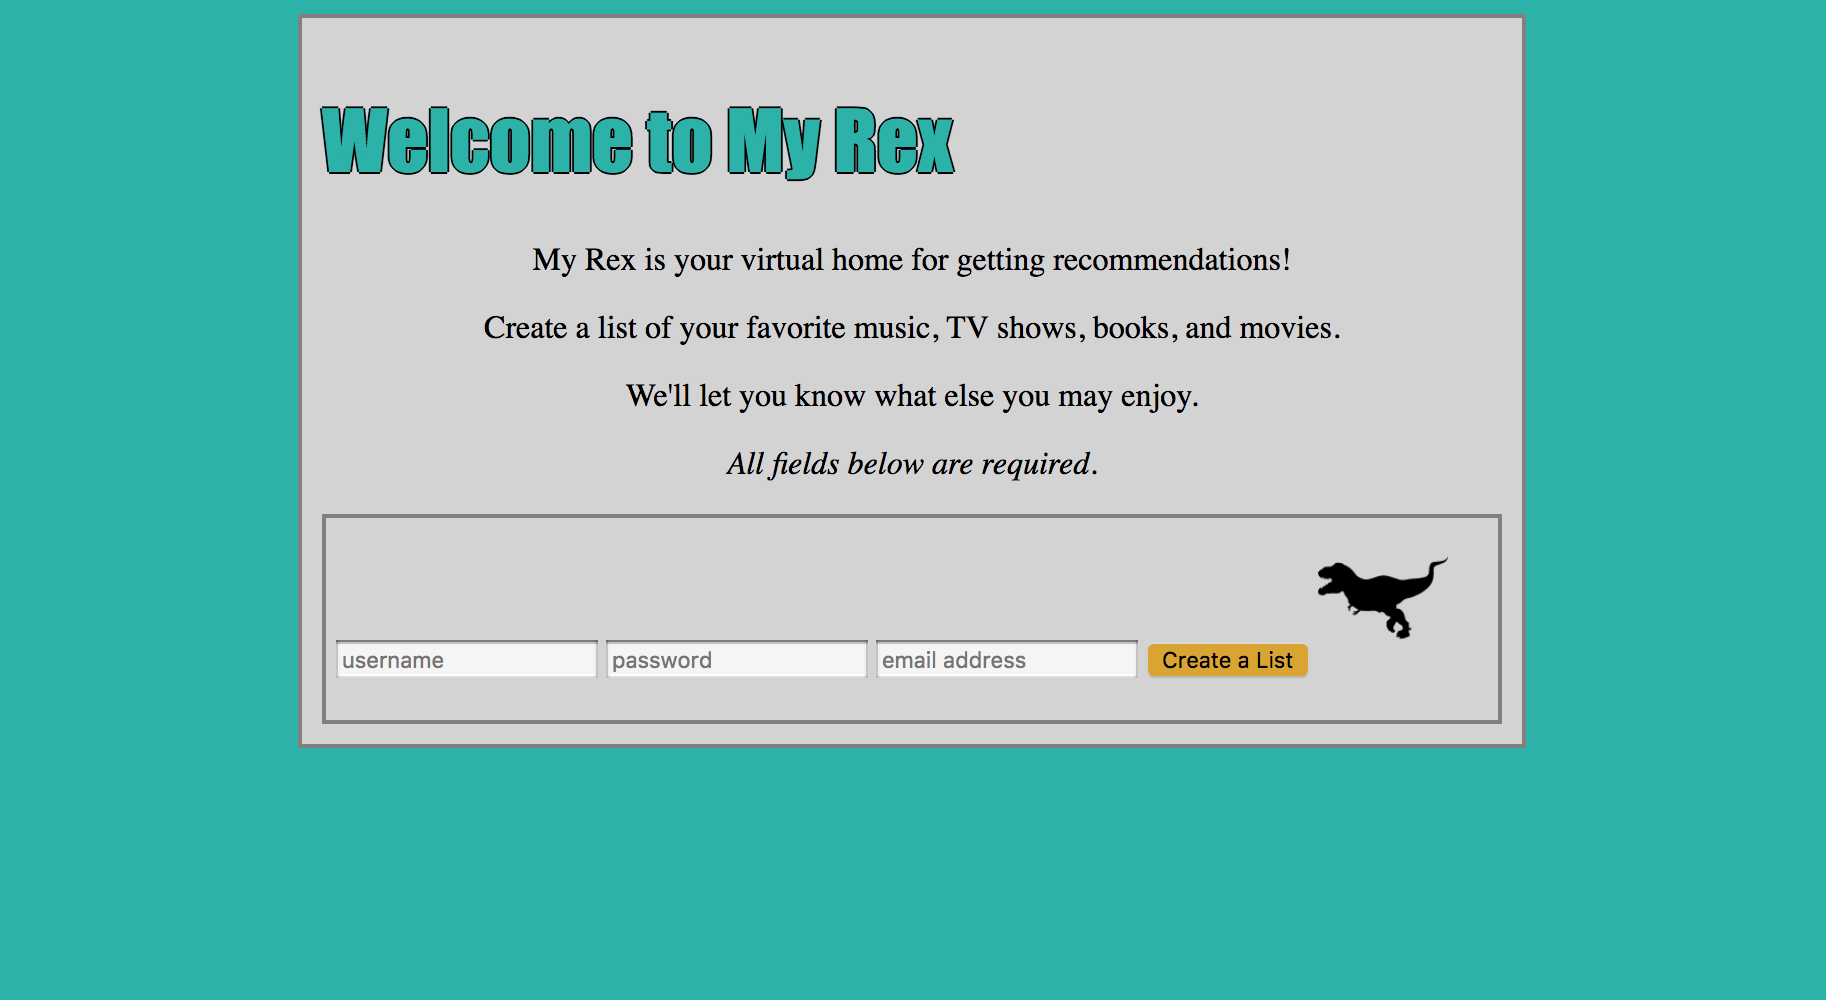 Welcome to My Rex
My Rex is your virtual home for getting recommendations!
Create a list of your favorite music, TV shows, books, and movies.
We'll let you know what else you may enjoy.
All fields below are required.
username password email address Create a List